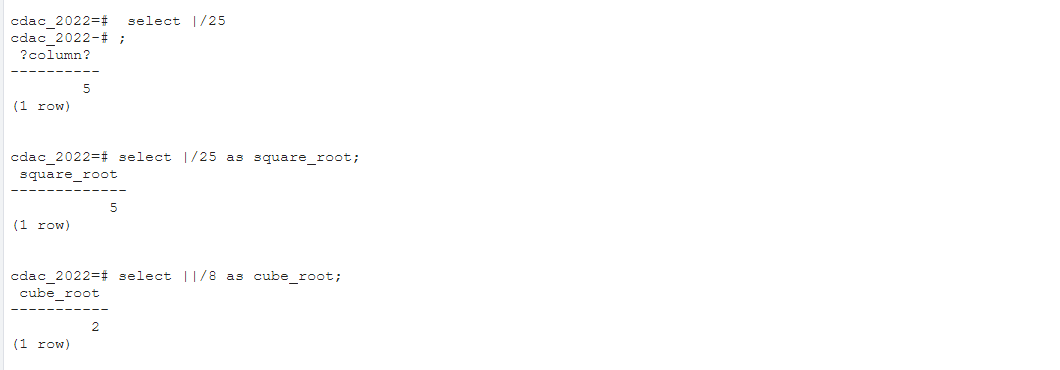 cdac_2022=#  select |/25
cdac_2022-# ;
 ?column?
----------
        5
(1 row)
cdac_2022=# select |/25 as square_root;
 square_root
-------------
           5
(1 row)
cdac_2022=# select ||/8 as cube_root;
 cube_root
-----------
         2
(1 row)